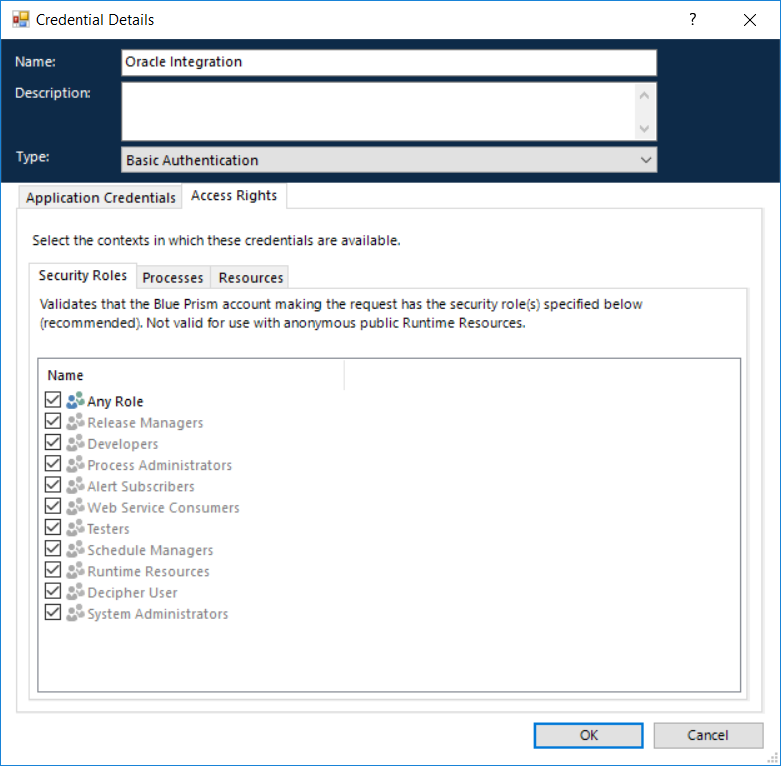 Credential Details
?
Name:
Oracle Integration
Description:
Type:
Basic Authentication
Application Credentials
Access Rights
Select the contexts in which these credentials are available.
Security Roles
Processes
Resources
Validates that the Blue Prism account making the request has the security role(s) specified below
(recommended). Not valid for use with anonymous public Runtime Resources.
Name
Any Role
Release Managers
Developers
Process Administrators
Alert Subscribers
Web Service Consumers
Testers
Schedule Managers
Runtime Resources
Decipher User
System Administrators
OK
Cancel